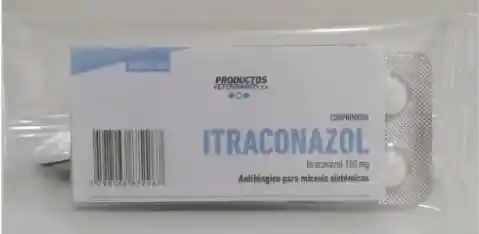 PRODUCTOS
VETERINARIOS S.A.
COMPRIMIDOS
ITRACONAZOL
Itraconazol 100 mg
Antifúngico para micosis sistémicas